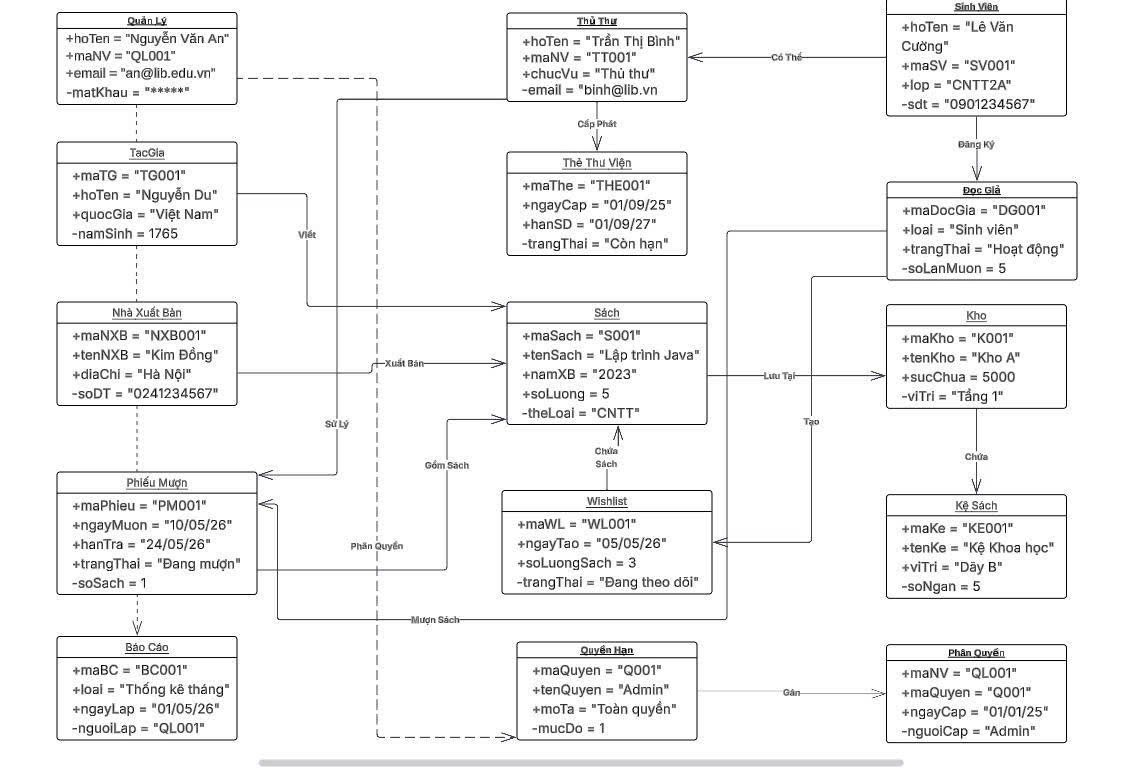 Quản Lý
+hoTen = "Nguyễn Văn An"
+maNV = "QL001"
+email = "an@lib.edu.vn"
-matKhau = "*****"
Thủ Thư
+hoTen = "Trần Thị Bình"
+maNV = "TT001"
+chucVu = "Thủ thư"
-email = "binh@lib.vn
Có Thể
Sinh Viên
+hoTen = "Lê Văn
Cường"
+maSV = "SV001"
+lop = "CNTT2A"
-sdt = "0901234567"
Cấp Phát
Đăng Ký
TacGia
+maTG = "TG001"
+hoTen = "Nguyễn Du"
+quocGia = "Việt Nam"
-namSinh = 1765
Viết
Thẻ Thư Viện
+maThe = "THE001"
+ngayCap = "01/09/25"
+hanSD = "01/09/27"
-trangThai = "Còn hạn"
Đọc Giả
+maDocGia = "DG001"
+loai = "Sinh viên"
+trangThai = "Hoạt động"
-soLanMuon = 5
Nhà Xuất Bản
+maNXB = "NXB001"
+tenNXB = "Kim Đồng"
+diaChi = "Hà Nội"
-soDT = "0241234567"
Xuất Bản
Sách
+maSach = "S001"
+tenSach = "Lập trình Java"
+namXB = "2023"
+soLuong = 5
-theLoai = "CNTT"
Lưu Tại
Kho
+maKho = "K001"
+tenKho = "Kho A"
+sucChua = 5000
-viTri = "Tầng 1"
Sử Lý
Gồm Sách
Chứa
Sách
Tạo
Chứa
Phiếu Mượn
+maPhieu = "PM001"
+ngayMuon = "10/05/26"
+hanTra = "24/05/26"
+trangThai = "Đang mượn"
-soSach = 1
Phân Quyền
Wishlist
+maWL = "WL001"
+ngayTao = "05/05/26"
+soLuongSach = 3
-trangThai = "Đang theo dõi"
Kệ Sách
+maKe = "KE001"
+tenKe = "Kệ Khoa học"
+viTri = "Dãy B"
-soNgan = 5
Mượn Sách
Báo Cáo
+maBC = "BC001"
+loai = "Thống kê tháng"
+ngayLap = "01/05/26"
-nguoiLap = "QL001"
Quyền Hạn
+maQuyen = "Q001"
+tenQuyen = "Admin"
+moTa = "Toàn quyền"
-mucDo = 1
Gán
Phân Quyền
+maNV = "QL001"
+maQuyen = "Q001"
+ngayCap = "01/01/25"
-nguoiCap = "Admin"